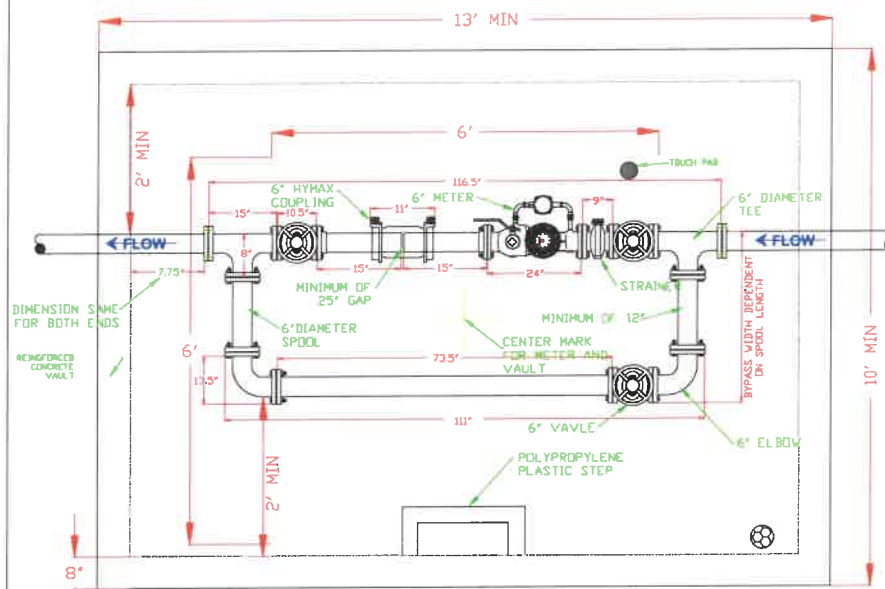 13' MIN
6'
2' MIN
TOUCH PAD
116.5"
6" HYMAX
COUPLING
11"
6" METER
9"
6" DIAMETER
TEE
15"
10.5"
FLOW
8"
FLOW
15"
15"
24"
7.75"
MINIMUM OF
25" GAP
STRAINER
DIMENSION SAME
FOR BOTH ENDS
6"DIAMETER
SPOOL
MINIMUM OF 12"
CENTER MARK
FOR METER AND
VAULT
BYPASS WIDTH DEPENDENT
ON SPOOL LENGTH
6'
10' MIN
CONCRETE
VAULT
73.5"
111"
6" VAVLE
6" ELBOW
2' MIN
POLYPROPYLENE
PLASTIC STEP
8"